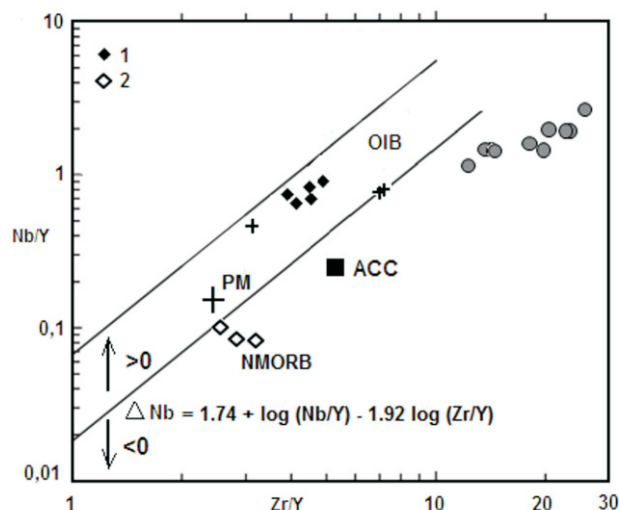 10
1
2
OIB
1
Nb/Y
ACC
PM
0,1
>0
NMORB
△ Nb = 1.74 + log (Nb/Y) - 1.92 log (Zr/Y)
<0
0,01
1
Zr/Y
10
20
30